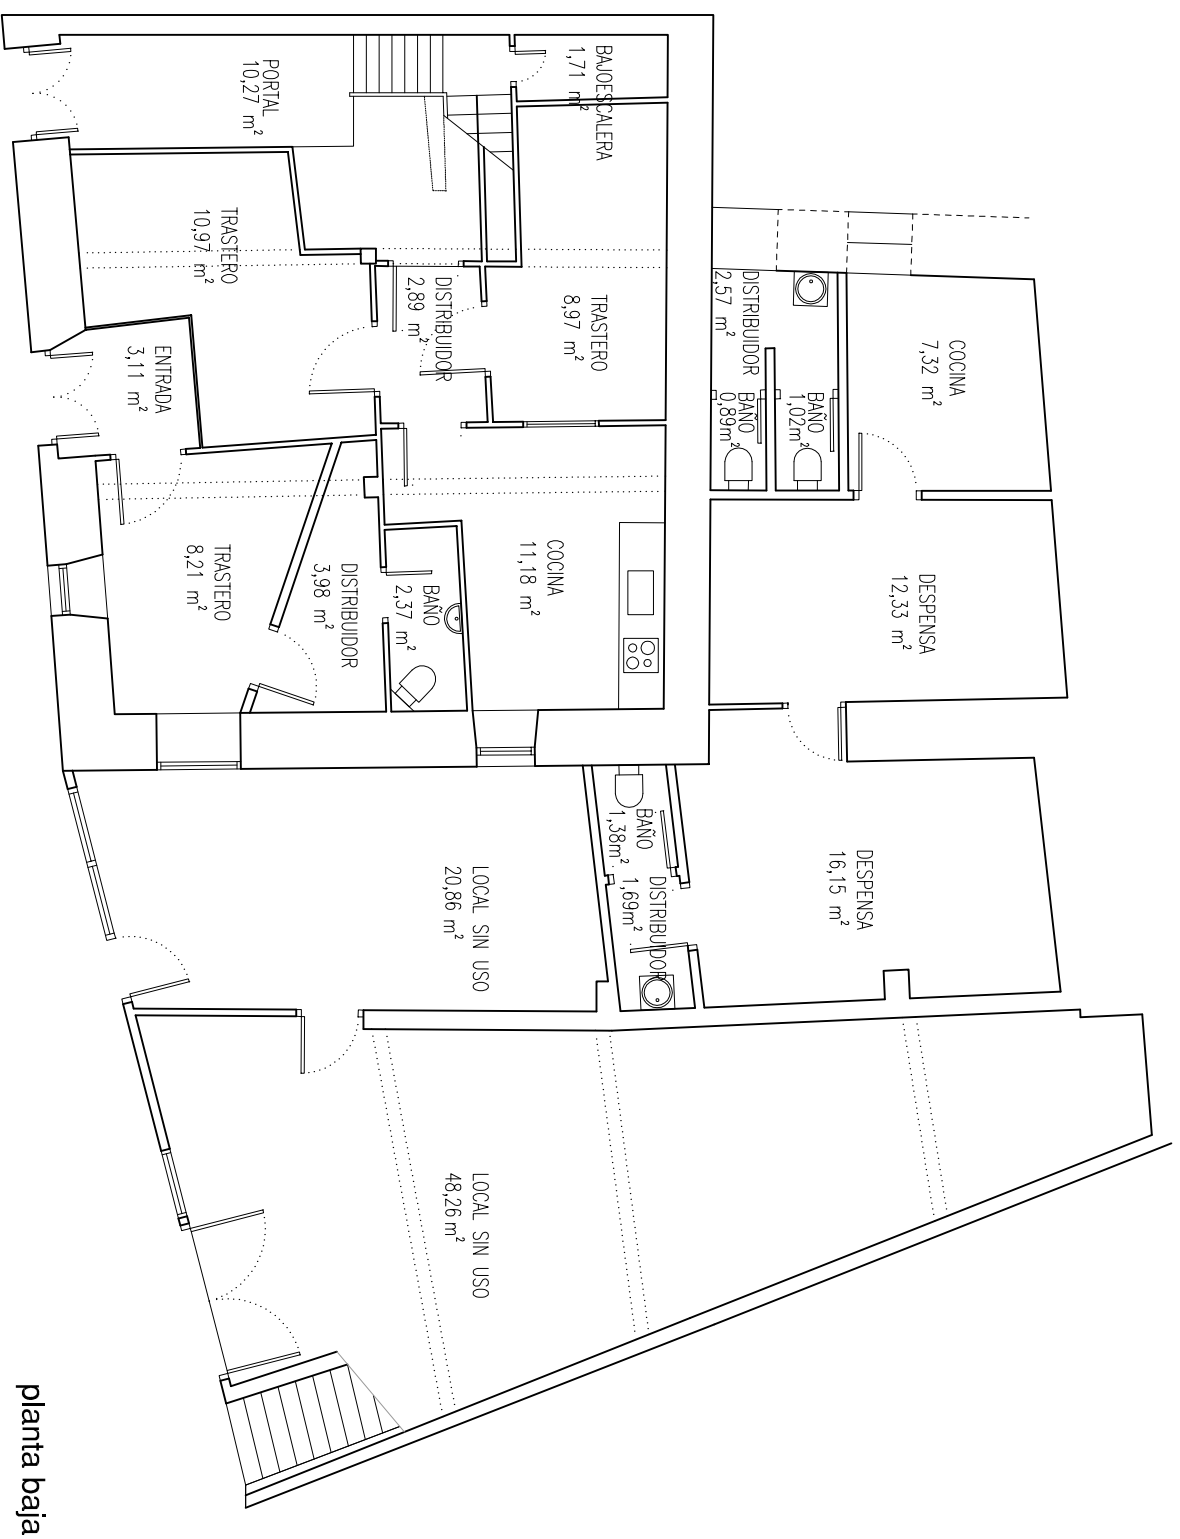 BAJOESCALERA
1,71 m²
PORTAL
10,27 m²
TRASTERO
10,97 m²
DISTRIBUIDOR
2,89 m²
TRASTERO
8,97 m²
DISTRIBUIDOR
2,57 m²
COCINA
7,32 m²
BAÑO
1,02m²
BAÑO
0,89m²
ENTRADA
3,11 m²
TRASTERO
8,21 m²
DISTRIBUIDOR
3,98 m²
BAÑO
2,37 m²
COCINA
11,18 m²
DESPENSA
12,33 m²
LOCAL SIN USO
20,86 m²
BAÑO
1,38m²
DISTRIBUIDOR
1,69m²
DESPENSA
16,15 m²
LOCAL SIN USO
48,26 m²
planta baja